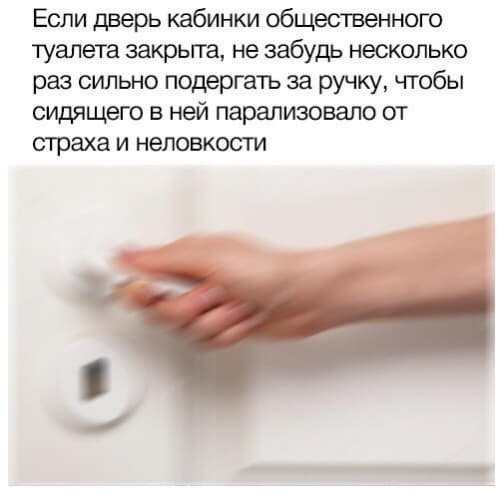 Если дверь кабинки общественного
туалета закрыта, не забудь несколько
раз сильно подергать за ручку, чтобы
сидящего в ней парализовало от
страха и неловкости